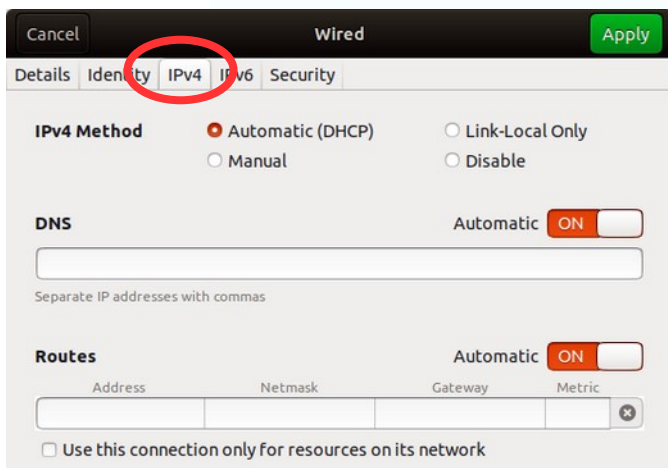 Cancel Wired Apply
Details Identity IPv4 IPv6 Security
IPv4 Method Automatic (DHCP) Link-Local Only
Manual Disable
DNS Automatic ON
Separate IP addresses with commas
Routes Automatic ON
Address Netmask Gateway Metric
Use this connection only for resources on its network